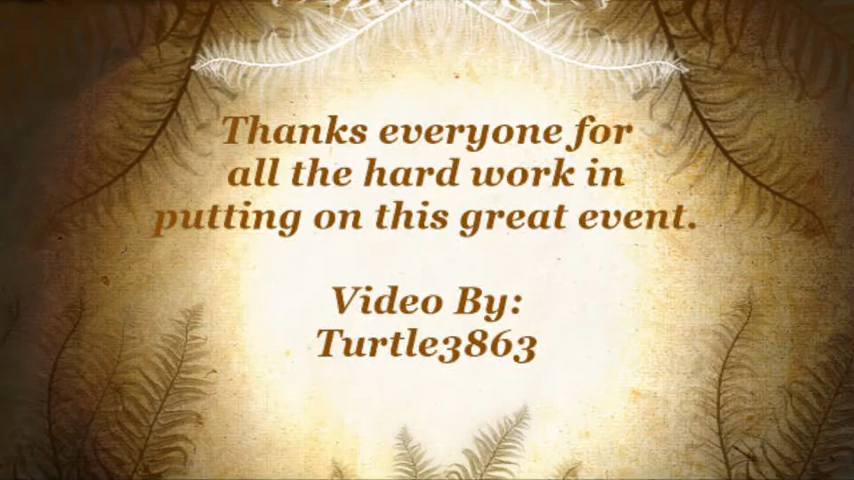 Thanks everyone for
all the hard work in
putting on this great event.
Video By:
Turtle3863